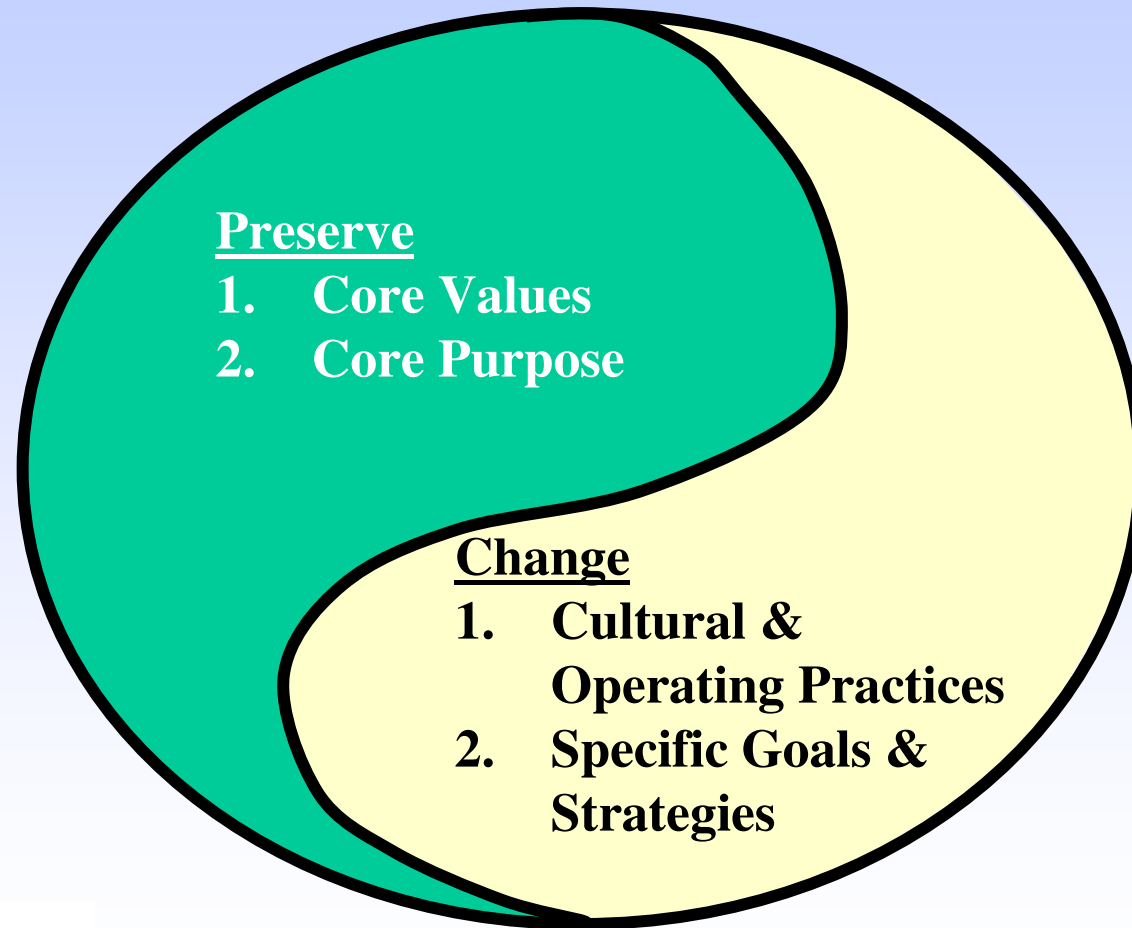 Preserve
1. Core Values
2. Core Purpose
Change
1. Cultural &
Operating Practices
2. Specific Goals &
Strategies